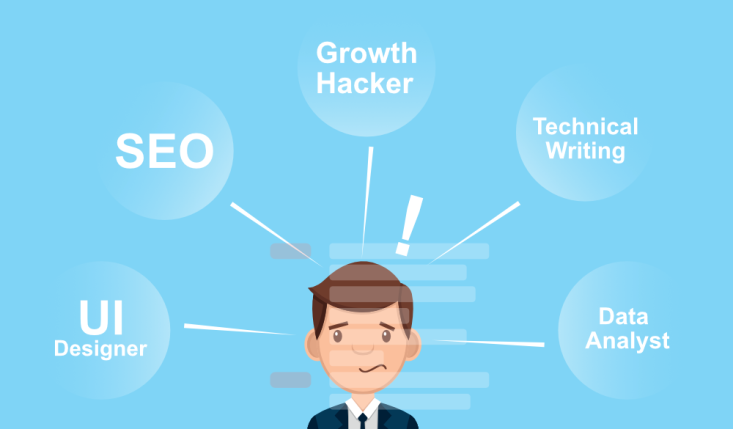 Growth
Hacker
SEO
Technical
Writing
!
UI
Designer
Data
Analyst